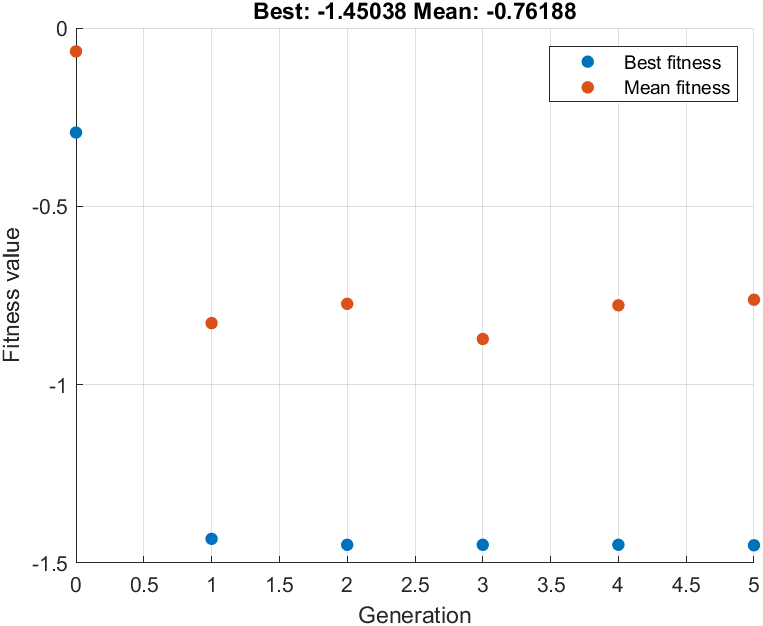 Best: -1.45038 Mean: -0.76188
Best fitness
Mean fitness
Fitness value
0
-0.5
-1
-1.5
0 0.5 1 1.5 2 2.5 3 3.5 4 4.5 5
Generation